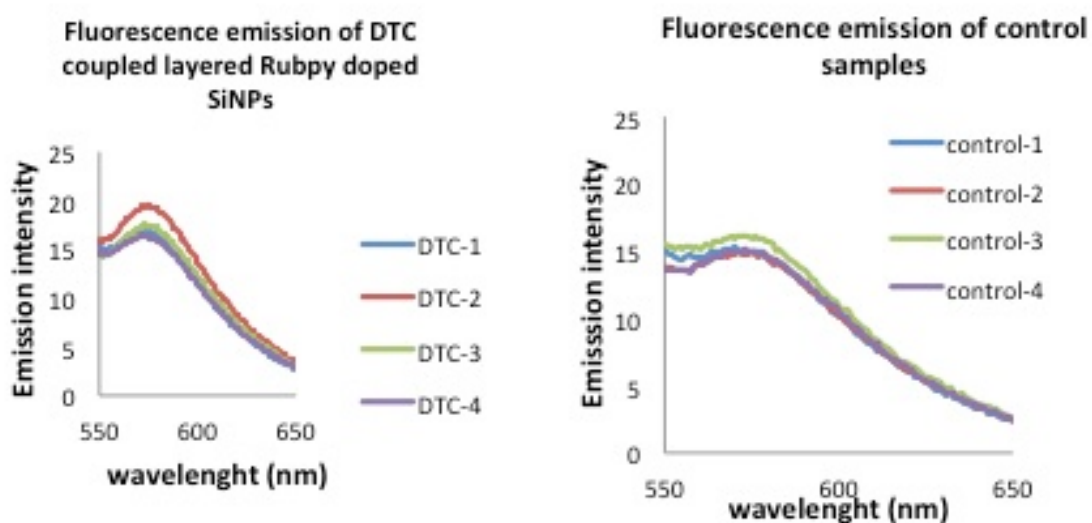 Fluorescence emission of DTC
coupled layered Rubpy doped
SiNPs
25
20
15
10
5
0
Emission intensity
550 600 650
wavelenght (nm)
DTC-1
DTC-2
DTC-3
DTC-4
Fluorescence emission of control
samples
25
20
15
10
5
0
Emisssion intensity
550 600 650
wavelenght (nm)
control-1
control-2
control-3
control-4